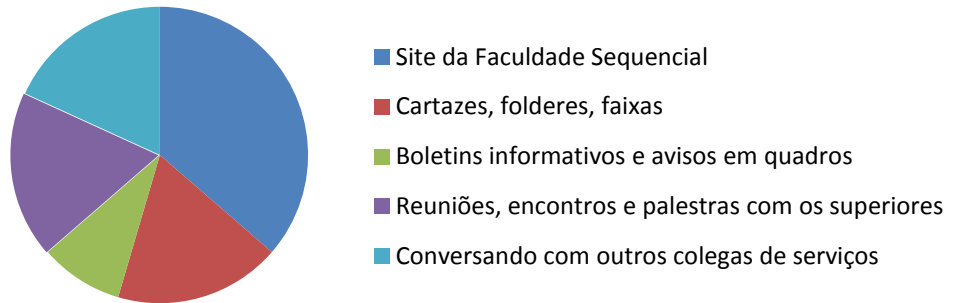 Site da Faculdade Sequencial
Cartazes, folderes, faixas
Boletins informativos e avisos em quadros
Reuniões, encontros e palestras com os superiores
Conversando com outros colegas de serviços